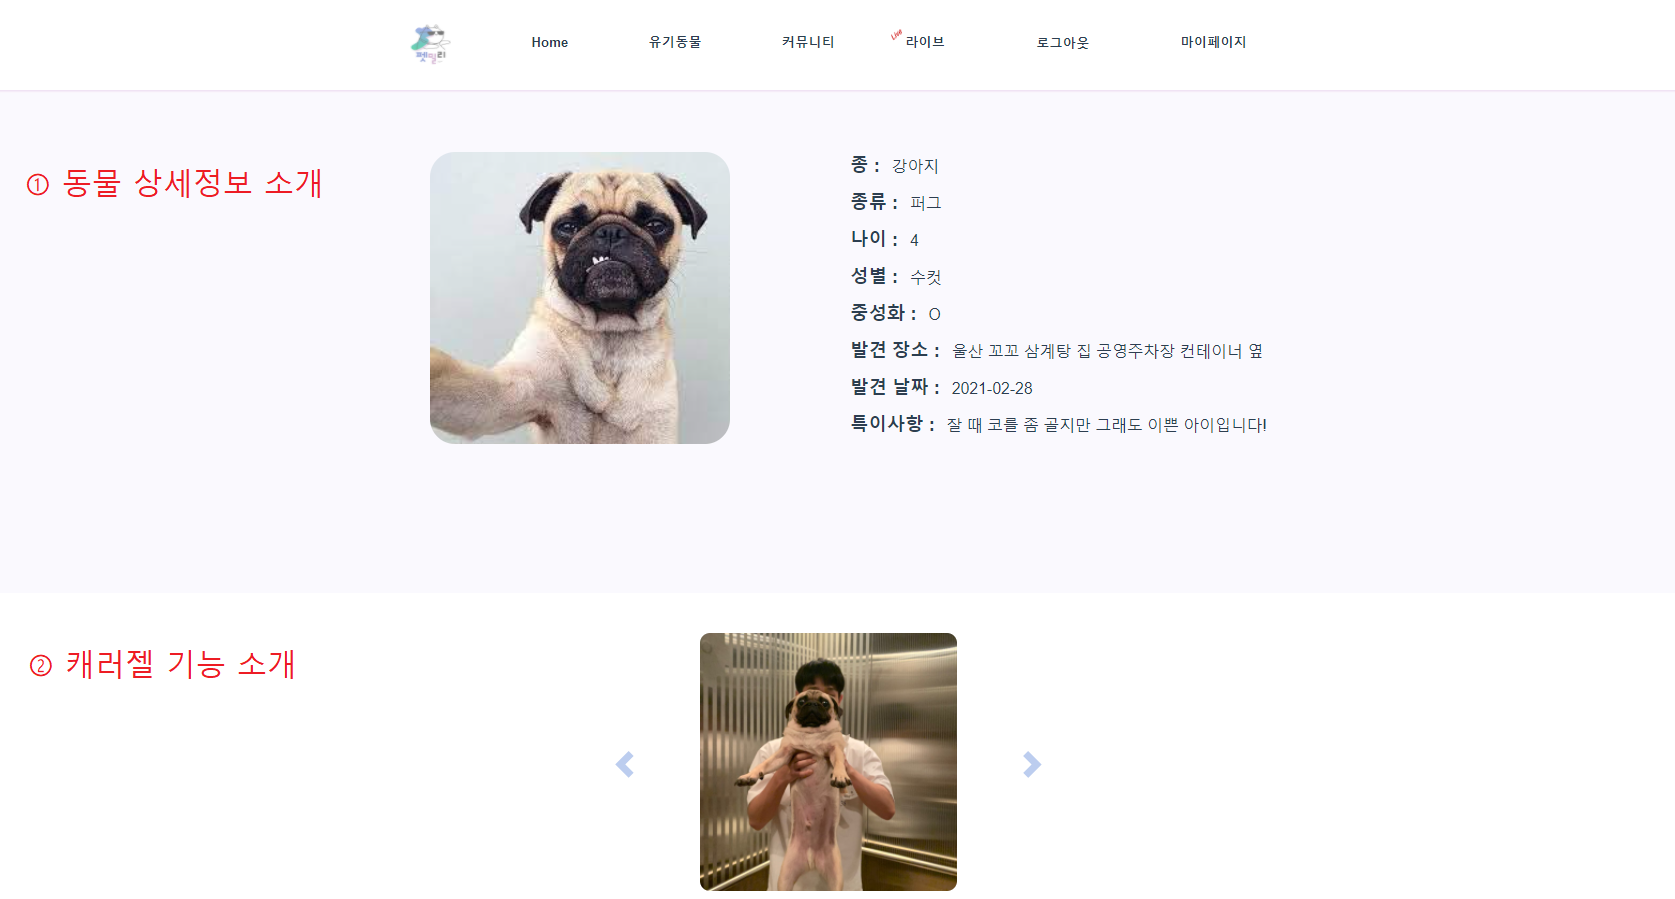 펫밀리
Home
유기동물
커뮤니티
Live
라이브
로그아웃
마이페이지
① 동물 상세정보 소개
종 : 강아지
종류 : 퍼그
나이 : 4
성별 : 수컷
중성화 : O
발견 장소 : 울산 꼬꼬 삼계탕 집 공영주차장 컨테이너 옆
발견 날짜 : 2021-02-28
특이사항 : 잘 때 코를 좀 골지만 그래도 이쁜 아이입니다!
② 캐러젤 기능 소개